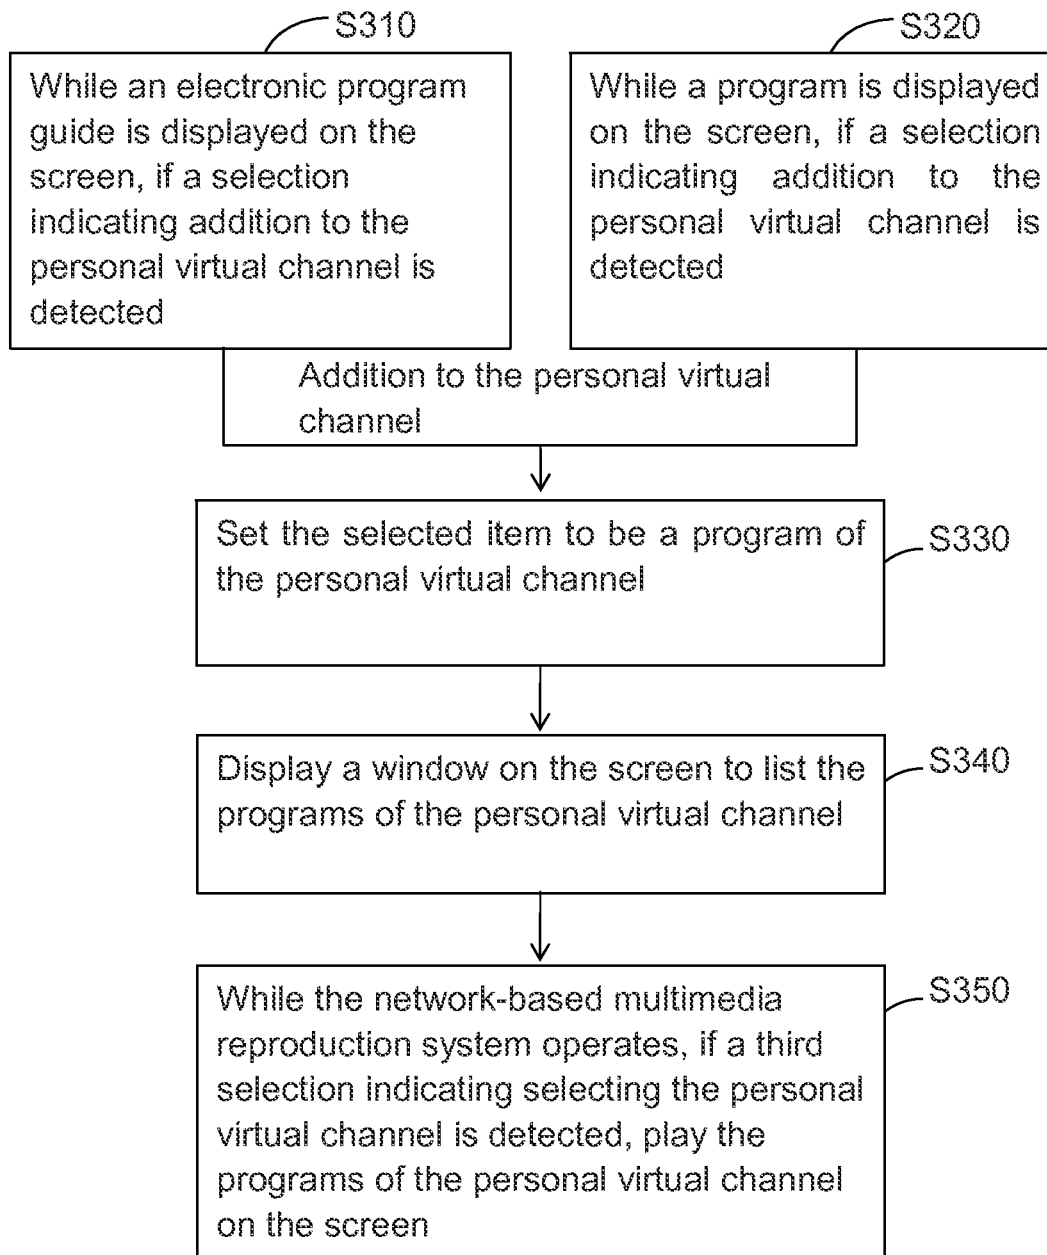 S310
While an electronic program
guide is displayed on the
screen, if a selection
indicating addition to the
personal virtual channel is
detected
S320
While a program is displayed
on the screen, if a selection
indicating addition to the
personal virtual channel is
detected
Addition to the personal virtual
channel
Set the selected item to be a program of
the personal virtual channel
S330
Display a window on the screen to list the
programs of the personal virtual channel
S340
While the network-based multimedia
reproduction system operates, if a third
selection indicating selecting the personal
virtual channel is detected, play the
programs of the personal virtual channel
on the screen
S350